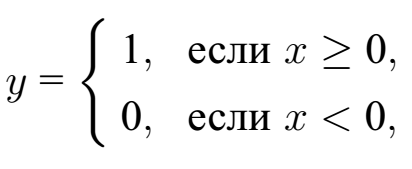 y = { 1, если x ≥ 0,
0, если x < 0,